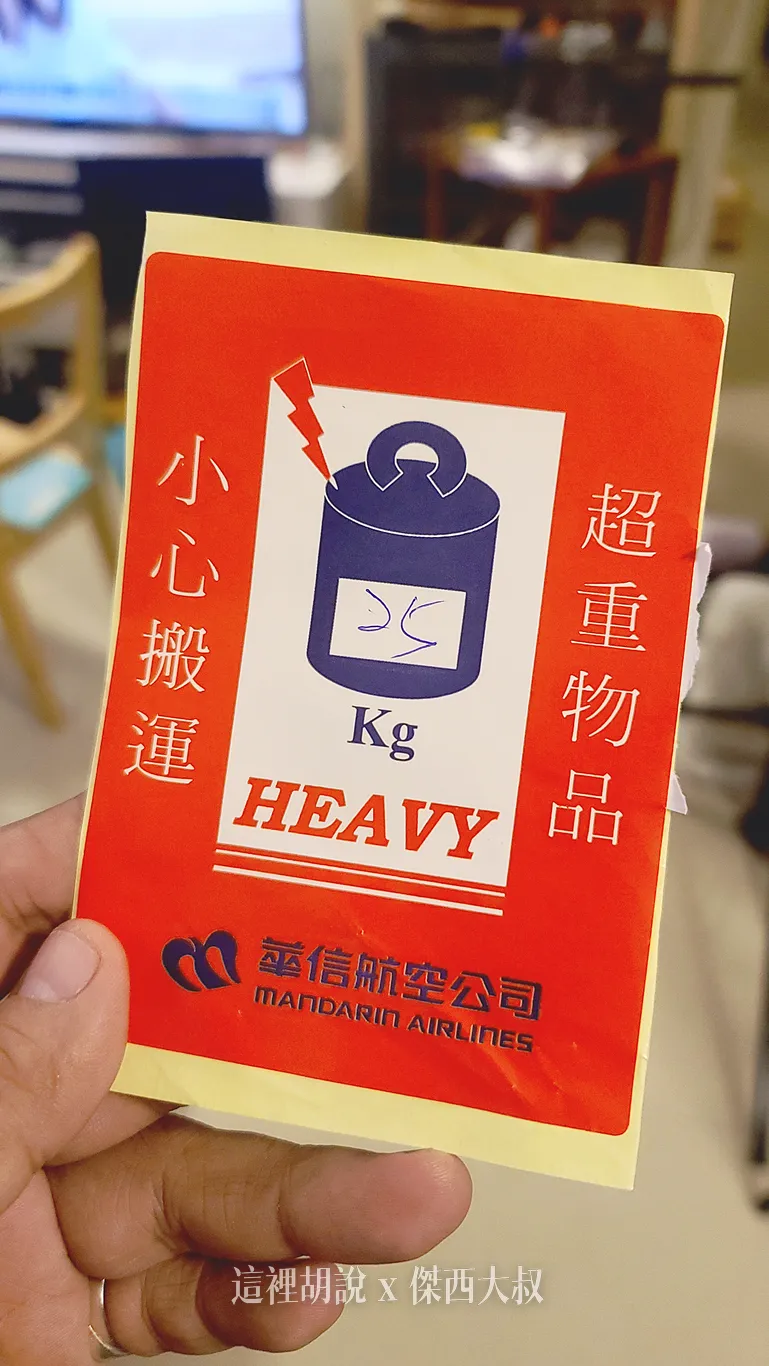 超重物品
小心搬運
25
Kg
HEAVY
華信航空公司
MANDARIN AIRLINES
這裡胡說 x 傑西大叔